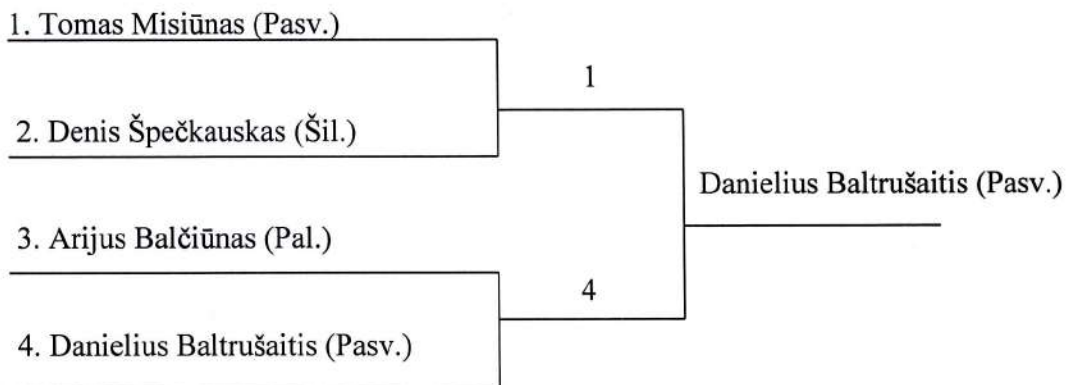 1. Tomas Misiūnas (Pasv.)
1
2. Denis Špečkauskas (Šil.)
Danielius Baltrušaitis (Pasv.)
3. Arijus Balčiūnas (Pal.)
4
4. Danielius Baltrušaitis (Pasv.)